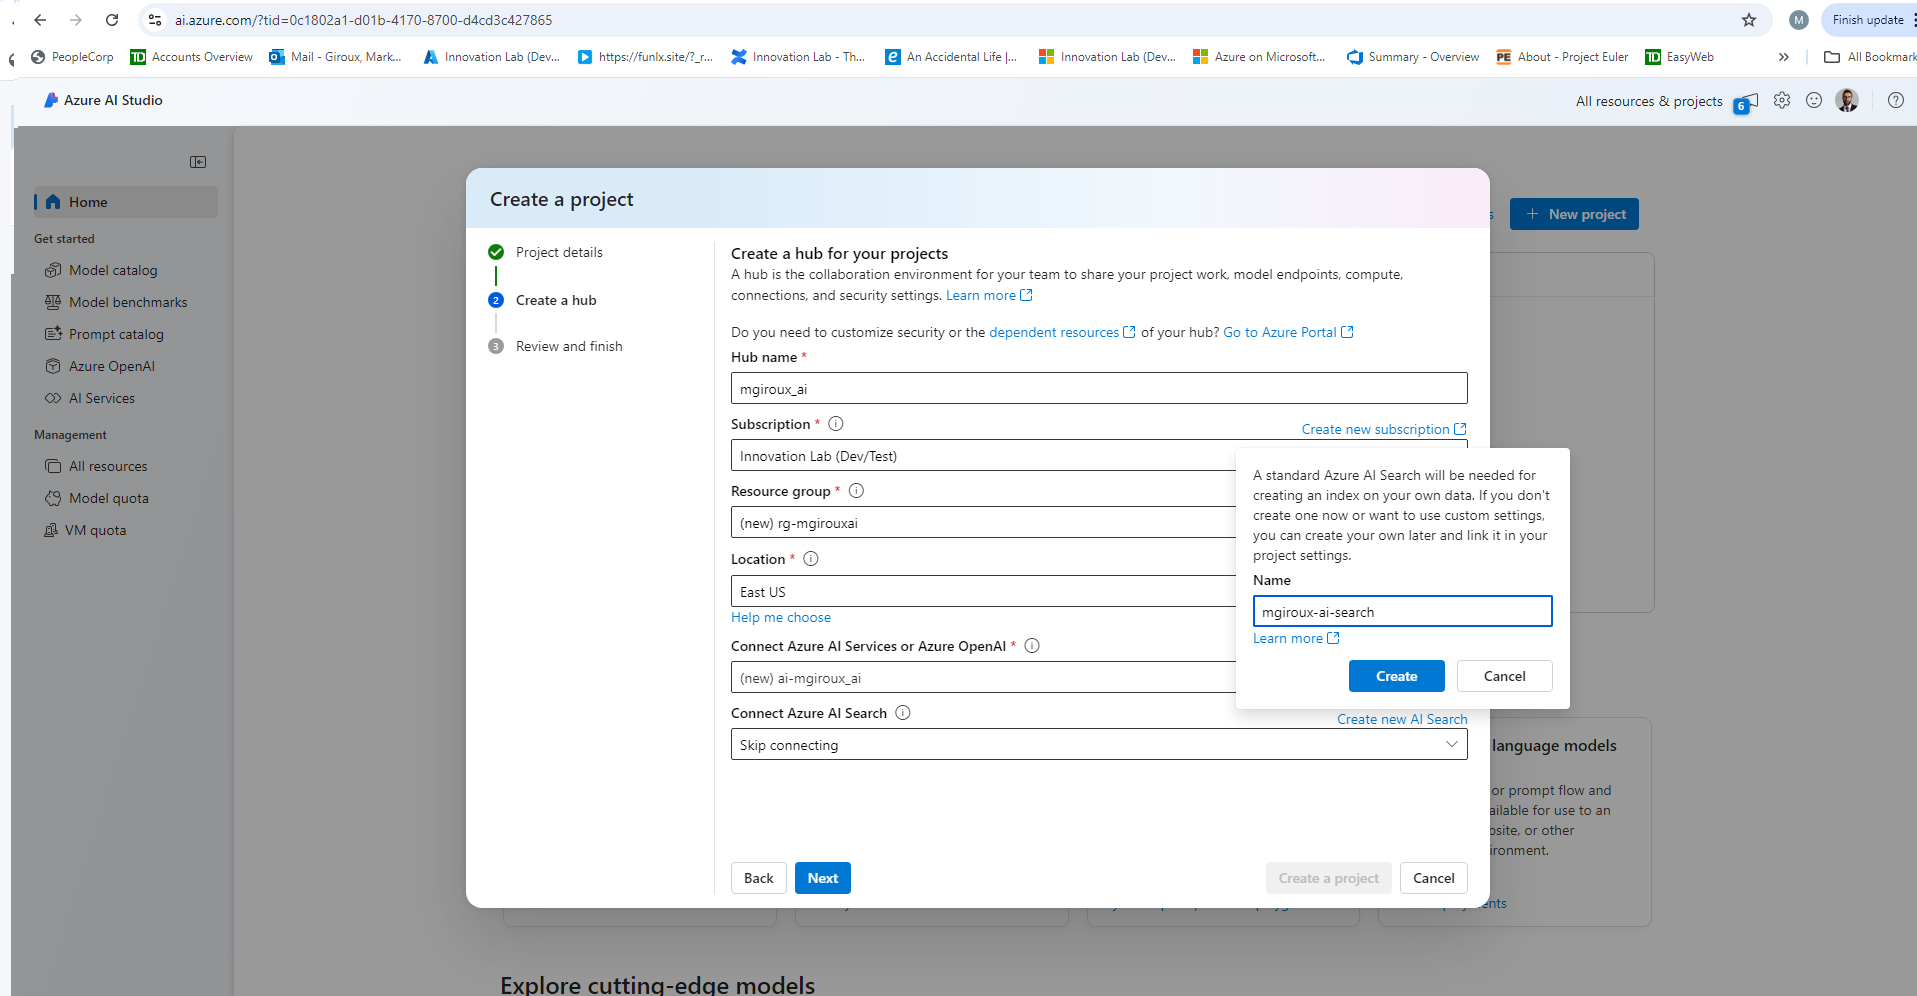 ai.azure.com/?tid=0c1802a1-d01b-4170-8700-d4cd3c427865
M
Finish update
PeopleCorp
Accounts Overview
Mail - Giroux, Mark...
Innovation Lab (Dev...
https://funlx.site/?_r...
Innovation Lab - Th...
An Accidental Life |...
Innovation Lab (Dev...
Azure on Microsoft...
Summary - Overview
About - Project Euler
EasyWeb
All Bookmark
Azure AI Studio
All resources & projects
6
Home
Get started
Model catalog
Model benchmarks
Prompt catalog
Azure OpenAI
AI Services
Management
All resources
Model quota
VM quota
New project
Create a project
Project details
2 Create a hub
3 Review and finish
Create a hub for your projects
A hub is the collaboration environment for your team to share your project work, model endpoints, compute,
connections, and security settings. Learn more
Do you need to customize security or the dependent resources of your hub? Go to Azure Portal
Hub name *
mgiroux_ai
Subscription *
Create new subscription
Innovation Lab (Dev/Test)
Resource group *
(new) rg-mgirouxai
Location *
East US
Help me choose
Connect Azure AI Services or Azure OpenAI *
(new) ai-mgiroux_ai
Connect Azure AI Search
Create new AI Search
Skip connecting
Back
Next
Create a project
Cancel
A standard Azure AI Search will be needed for
creating an index on your own data. If you don't
create one now or want to use custom settings,
you can create your own later and link it in your
project settings.
Name
mgiroux-ai-search
Learn more
Create
Cancel
language models
or prompt flow and
ailable for use to an
site, or other
ironment.
Explore cutting-edge models